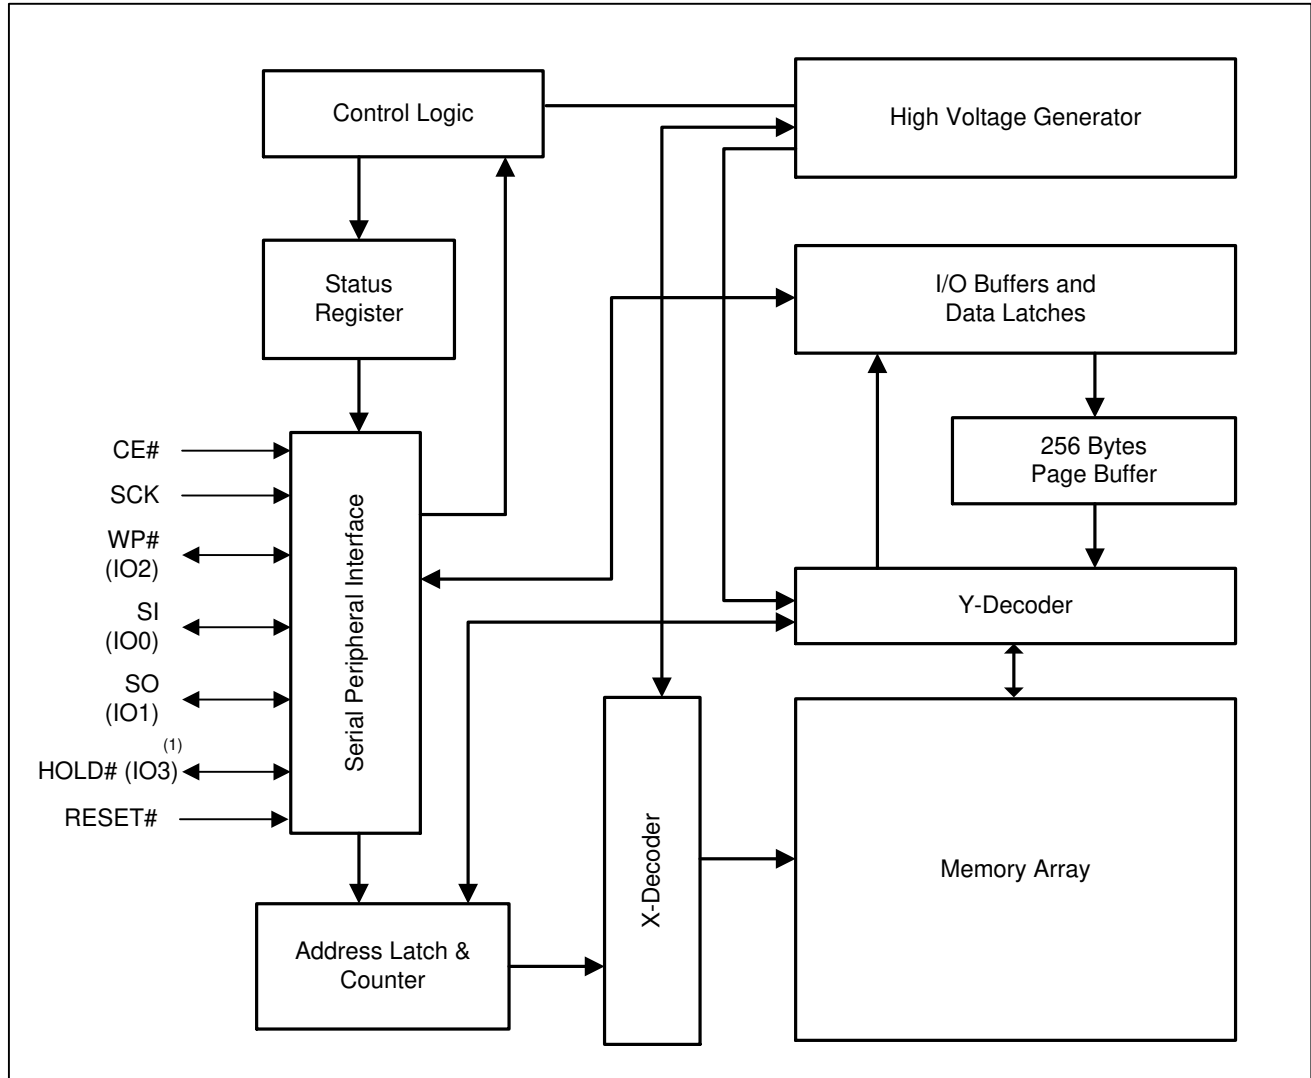 Control Logic
High Voltage Generator
Status
Register
I/O Buffers and
Data Latches
256 Bytes
Page Buffer
CE#
SCK
WP#
(IO2)
SI
(IO0)
SO
(IO1)
(1)
HOLD# (IO3)
RESET#
Serial Peripheral Interface
Y-Decoder
X-Decoder
Memory Array
Address Latch &
Counter